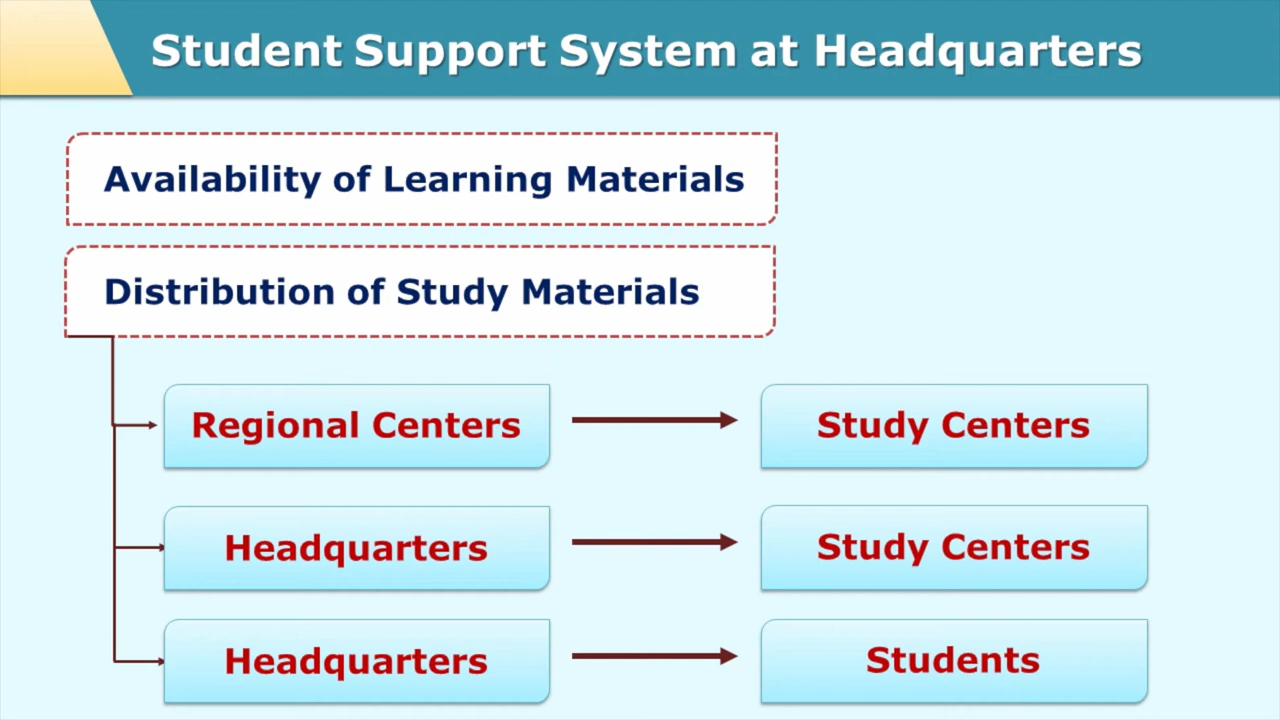 Student Support System at Headquarters
Availability of Learning Materials
Distribution of Study Materials
Regional Centers
Study Centers
Headquarters
Study Centers
Headquarters
Students